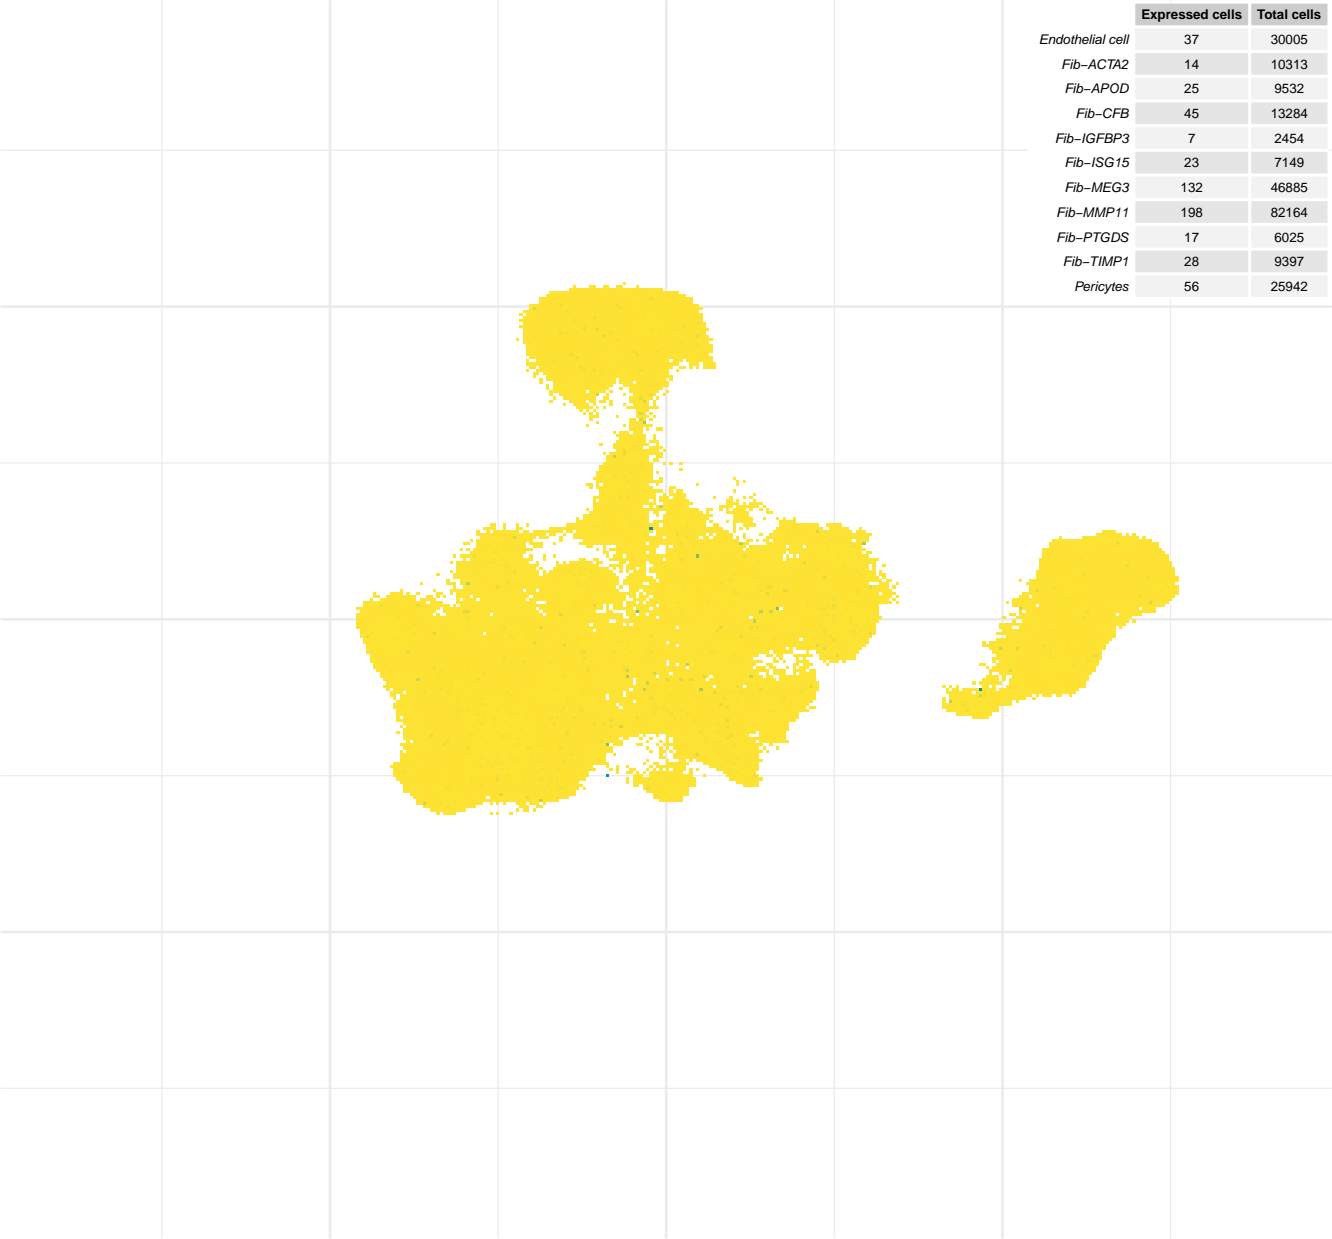 Expressed cells Total cells
Endothelial cell 37 30005
Fib−ACTA2 14 10313
Fib−APOD 25 9532
Fib−CFB 45 13284
Fib−IGFBP3 7 2454
Fib−ISG15 23 7149
Fib−MEG3 132 46885
Fib−MMP11 198 82164
Fib−PTGDS 17 6025
Fib−TIMP1 28 9397
Pericytes 56 25942